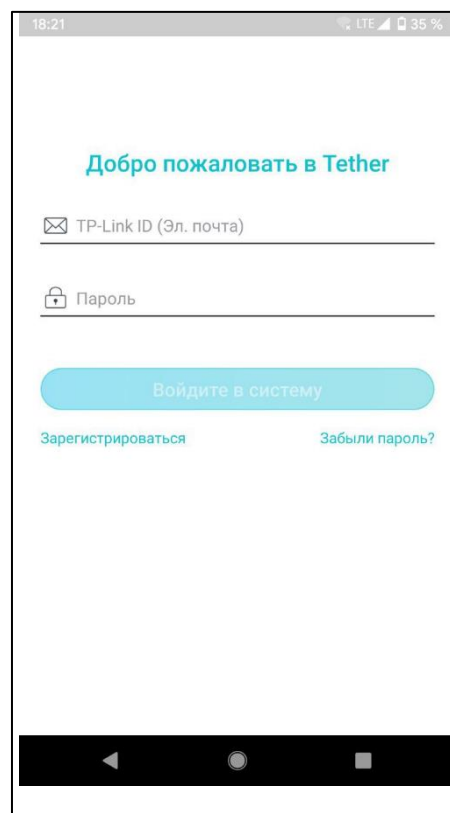 18:21 LTE 35 %
Добро пожаловать в Tether
TP-Link ID (Эл. почта)
Пароль
Войдите в систему
Зарегистрироваться Забыли пароль?